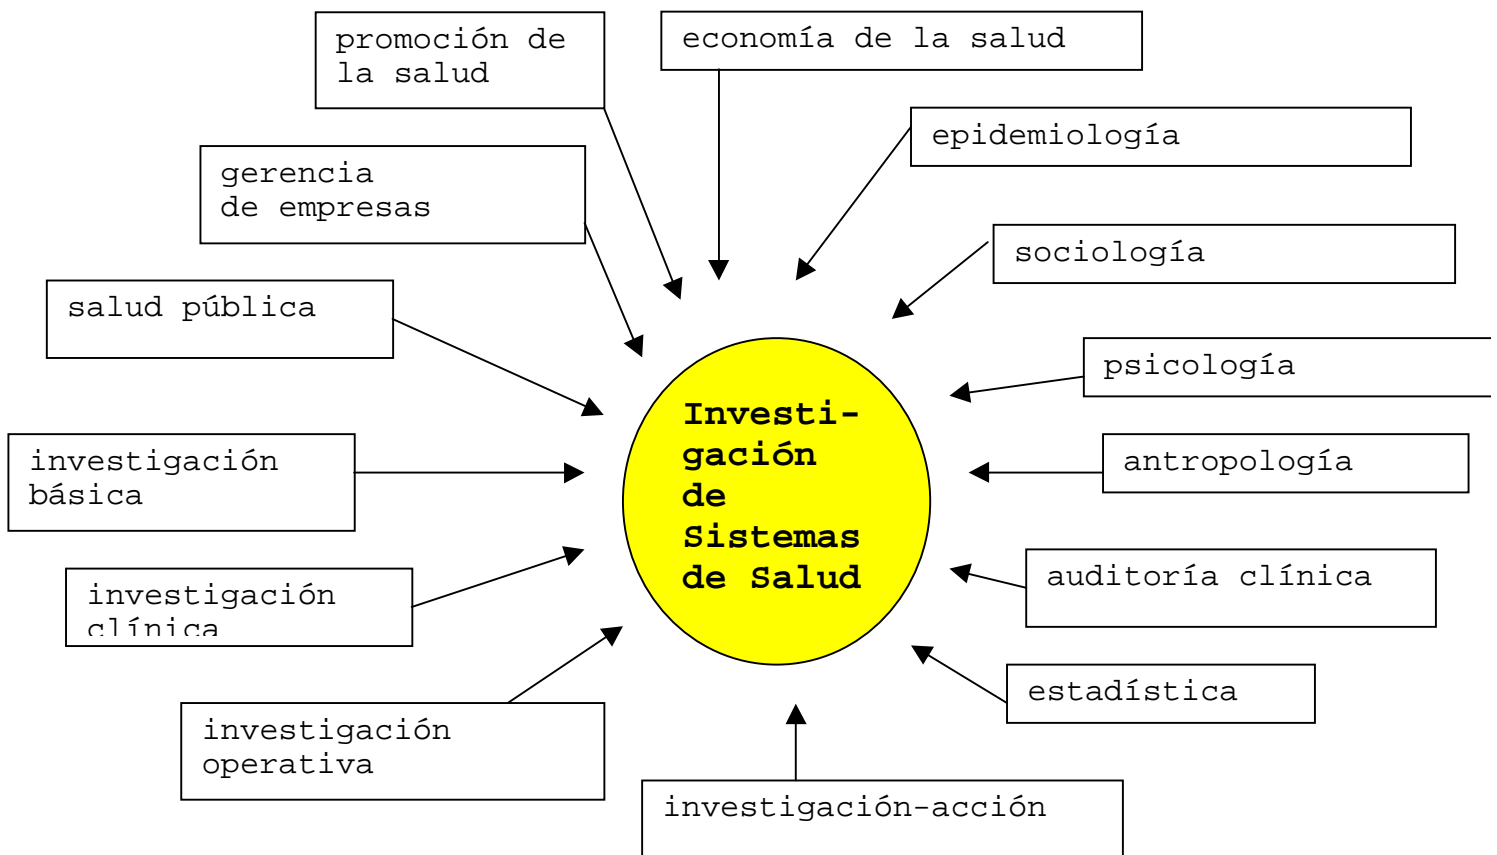 promoción de
la salud
economía de la salud
epidemiología
gerencia
de empresas
sociología
salud pública
psicología
Investi-
gación
de
Sistemas
de Salud
investigación
básica
antropología
investigación
clínica
auditoría clínica
estadística
investigación
operativa
investigación-acción